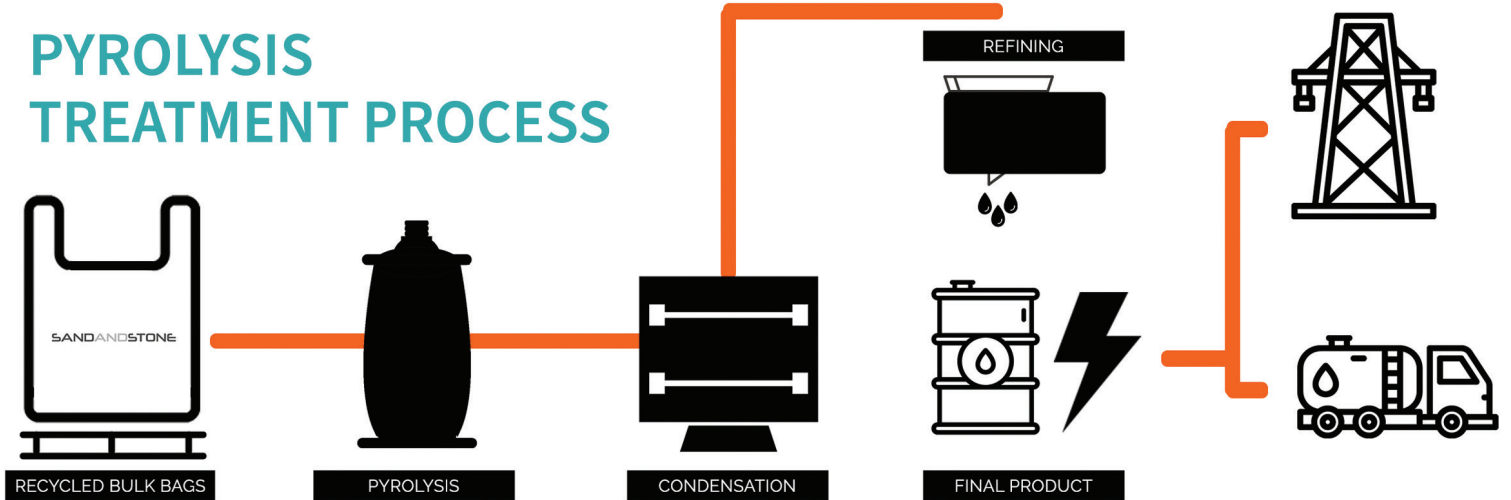 PYROLYSIS
TREATMENT PROCESS
REFINING
SANDANDSTONE
RECYCLED BULK BAGS
PYROLYSIS
CONDENSATION
FINAL PRODUCT